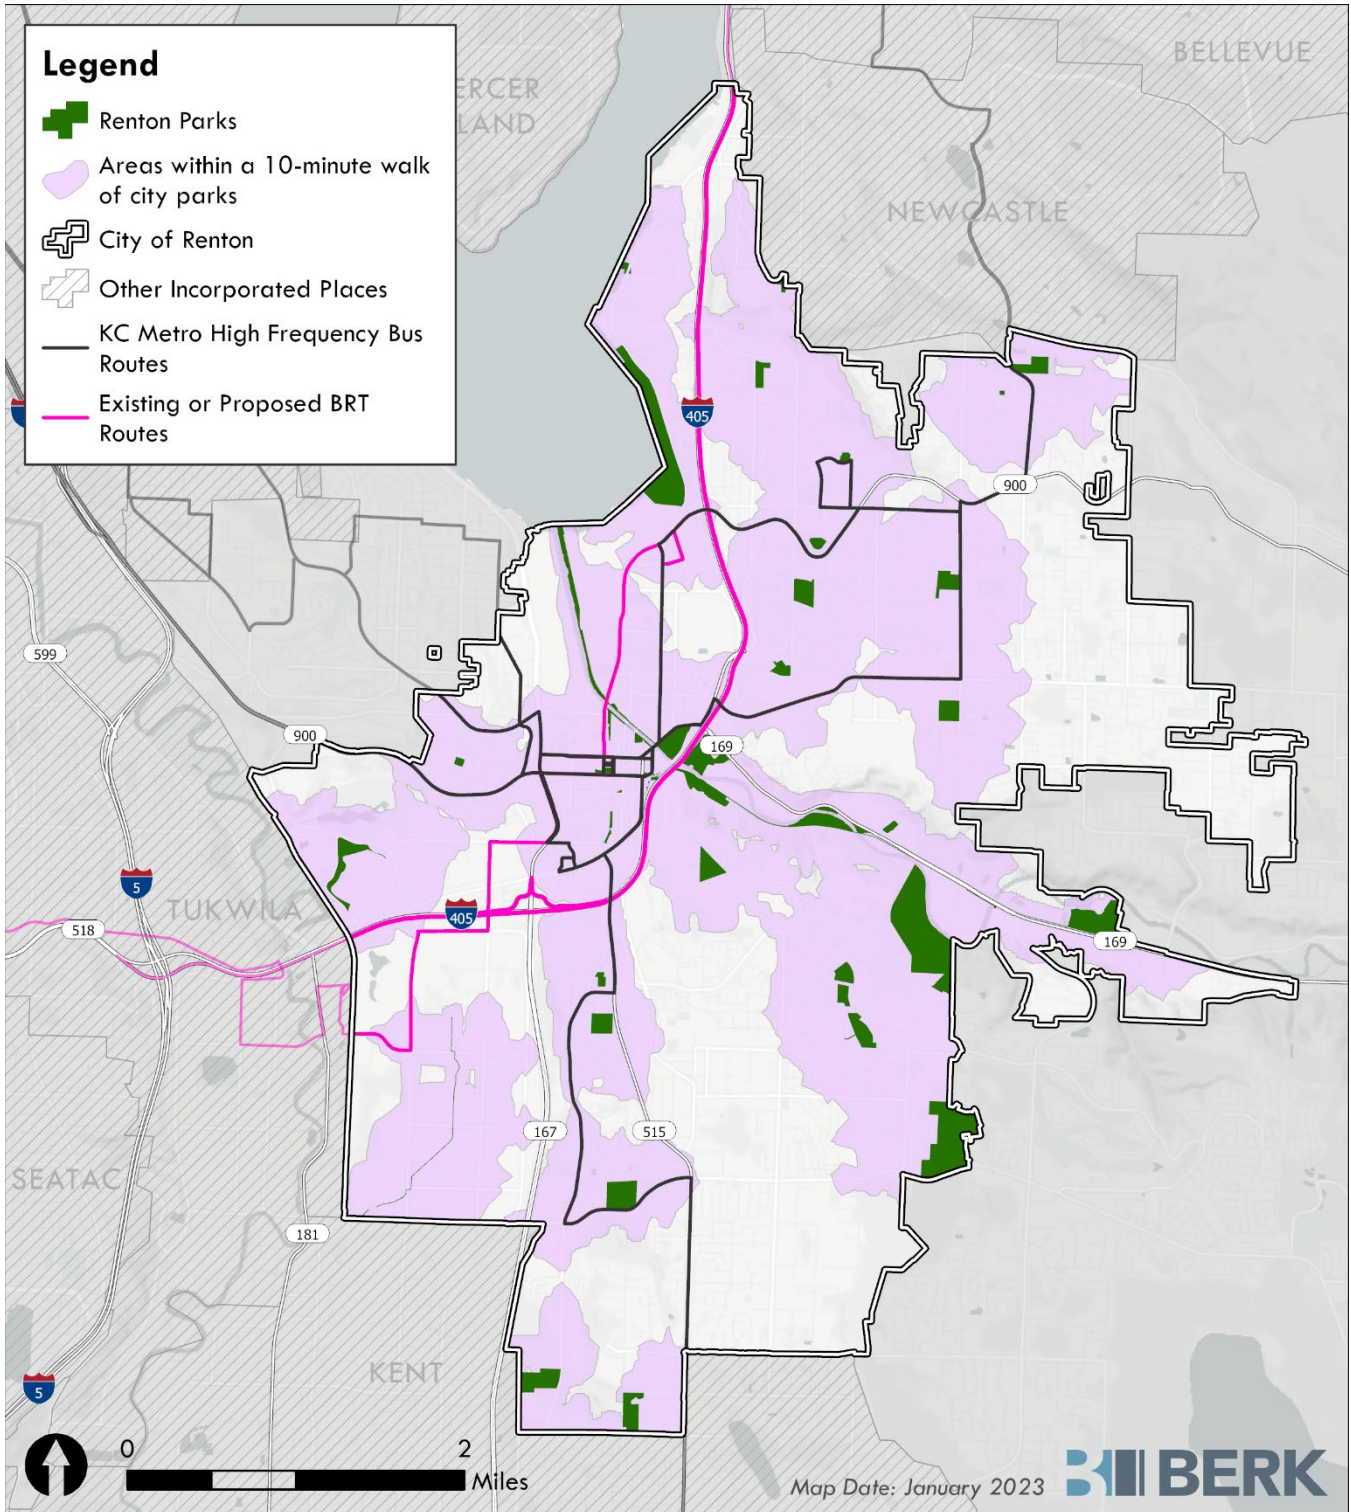 Legend
Renton Parks
Areas within a 10-minute walk
of city parks
City of Renton
Other Incorporated Places
KC Metro High Frequency Bus
Routes
Existing or Proposed BRT
Routes
ERCER
LAND
BELLEVUE
NEWCASTLE
405
900
599
900
169
5
TUKWILA
405
518
169
167
515
SEATAC
181
KENT
5
0 2
Miles
Map Date: January 2023
BERK